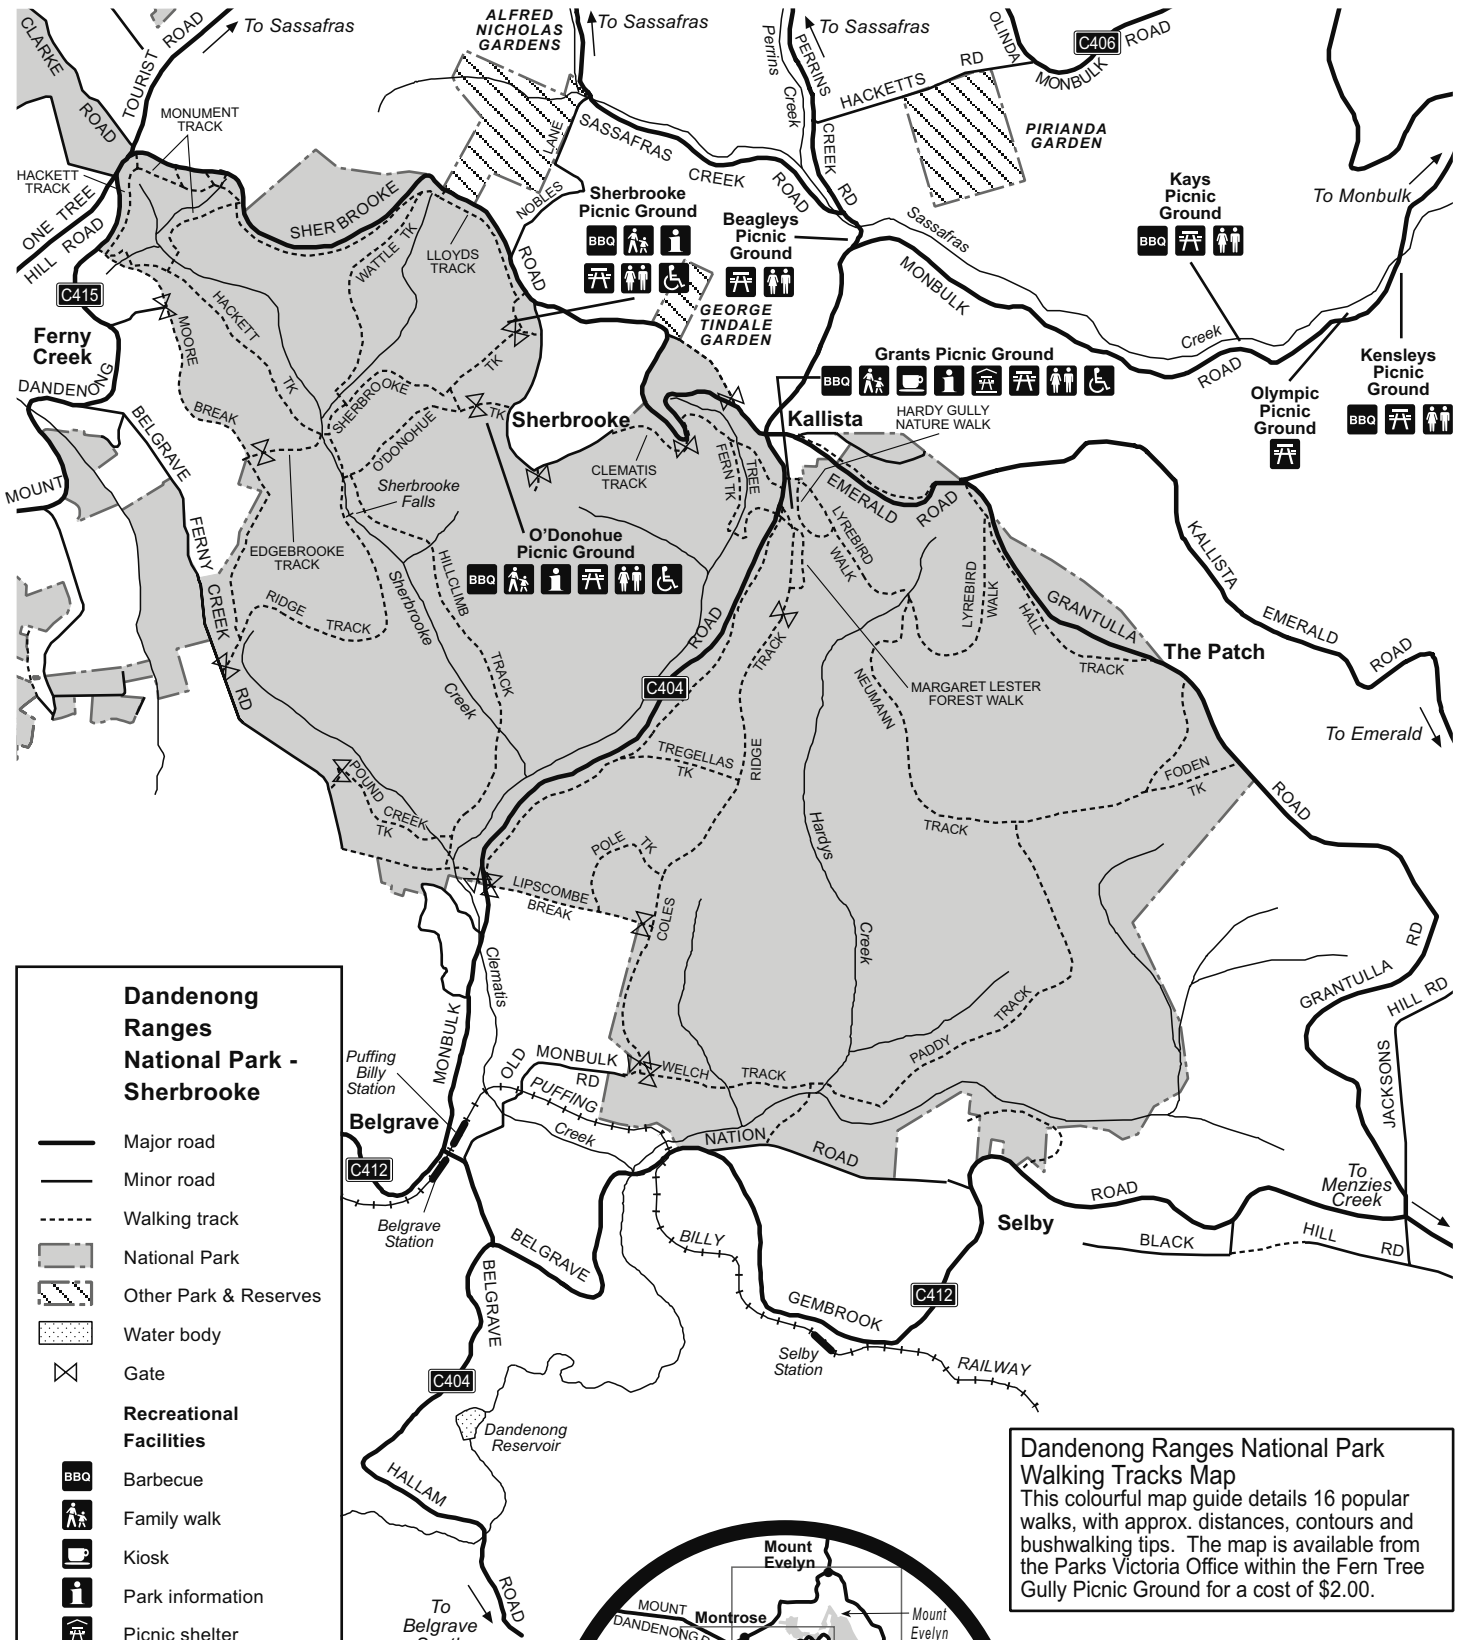 ALFRED
NICHOLAS
GARDENS
To Sassafras
To Sassafras
To Sassafras
CLARKE
ROAD
TOURIST ROAD
Perrins
Creek
PERRINS
CREEK
RD
OLINDA
C406
MONBULK ROAD
HACKETTS RD
PIRIANDA
GARDEN
MONUMENT
TRACK
HACKETT
TRACK
ONE TREE
HILL ROAD
C415
Ferny
Creek
SHERBROOKE
ROAD
WATTLE TK
LLOYDS
TRACK
NOBLES
LANE
SASSAFRAS
CREEK
ROAD
Sherbrooke
Picnic Ground
BBQ
Beagleys
Picnic
Ground
GEORGE
TINDALE
GARDEN
Sassafras
Creek
MONBULK
ROAD
Kays
Picnic
Ground
BBQ
To Monbulk
Kensleys
Picnic
Ground
BBQ
Olympic
Picnic
Ground
Grants Picnic Ground
BBQ
HARDY GULLY
NATURE WALK
Kallista
Sherbrooke
CLEMATIS
TRACK
FERN TK
TREE
DANDENONG
MOUNT
BELGRAVE
FERNY
CREEK
RD
MOORE
BREAK
HACKETT
TK
SHERBROOKE
TK
O'DONOHUE
TK
Sherbrooke
Falls
EDGEBROOKE
TRACK
O'Donohue
Picnic Ground
BBQ
RIDGE
TRACK
Sherbrooke
Creek
HILLCLIMB
TRACK
EMERALD
ROAD
LYREBIRD
WALK
LYREBIRD
WALK
HALL
TRACK
GRANTULLA
The Patch
KALLISTA
EMERALD
ROAD
To Emerald
MARGARET LESTER
FOREST WALK
NEUMANN
TRACK
ROAD
C404
TRACK
RIDGE
TREGELLAS
TK
FODEN
TK
ROAD
POUND
CREEK
TK
POLE
TK
LIPSCOMBE
BREAK
COLES
Hardys
Creek
GRANTULLA
RD
HILL RD
JACKSONS
Clematis
Creek
MONBULK
OLD
MONBULK
RD
PUFFING
WELCH
TRACK
PADDY
TRACK
Puffing
Billy
Station
Belgrave
C412
Belgrave
Station
NATION
ROAD
BILLY
BELGRAVE
BELGRAVE
Selby
ROAD
BLACK
HILL
RD
To
Menzies
Creek
C412
GEMBROOK
Selby
Station
RAILWAY
C404
Dandenong
Reservoir
HALLAM
ROAD
To
Belgrave
Dandenong
Ranges
National Park -
Sherbrooke
Major road
Minor road
Walking track
National Park
Other Park & Reserves
Water body
Gate
Recreational
Facilities
BBQ Barbecue
Family walk
Kiosk
Park information
Picnic shelter
Mount
Evelyn
MOUNT
DANDENONG
Montrose
Mount
Evelyn
Dandenong Ranges National Park
Walking Tracks Map
This colourful map guide details 16 popular
walks, with approx. distances, contours and
bushwalking tips. The map is available from
the Parks Victoria Office within the Fern Tree
Gully Picnic Ground for a cost of $2.00.